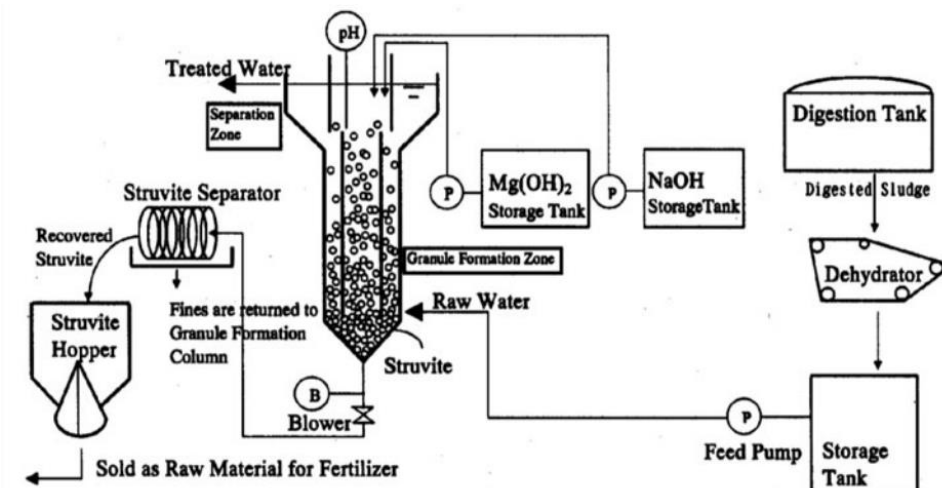 pH
Treated Water
Separation
Zone
Digestion Tank
P
Mg(OH)2
Storage Tank
P
NaOH
StorageTank
Digested Sludge
Struvite Separator
Recovered
Struvite
Granule Formation Zone
Dehydrator
Raw Water
Fines are returned to
Granule Formation
Column
Struvite
Hopper
Struvite
B
Blower
P
Feed Pump
Storage
Tank
Sold as Raw Material for Fertilizer